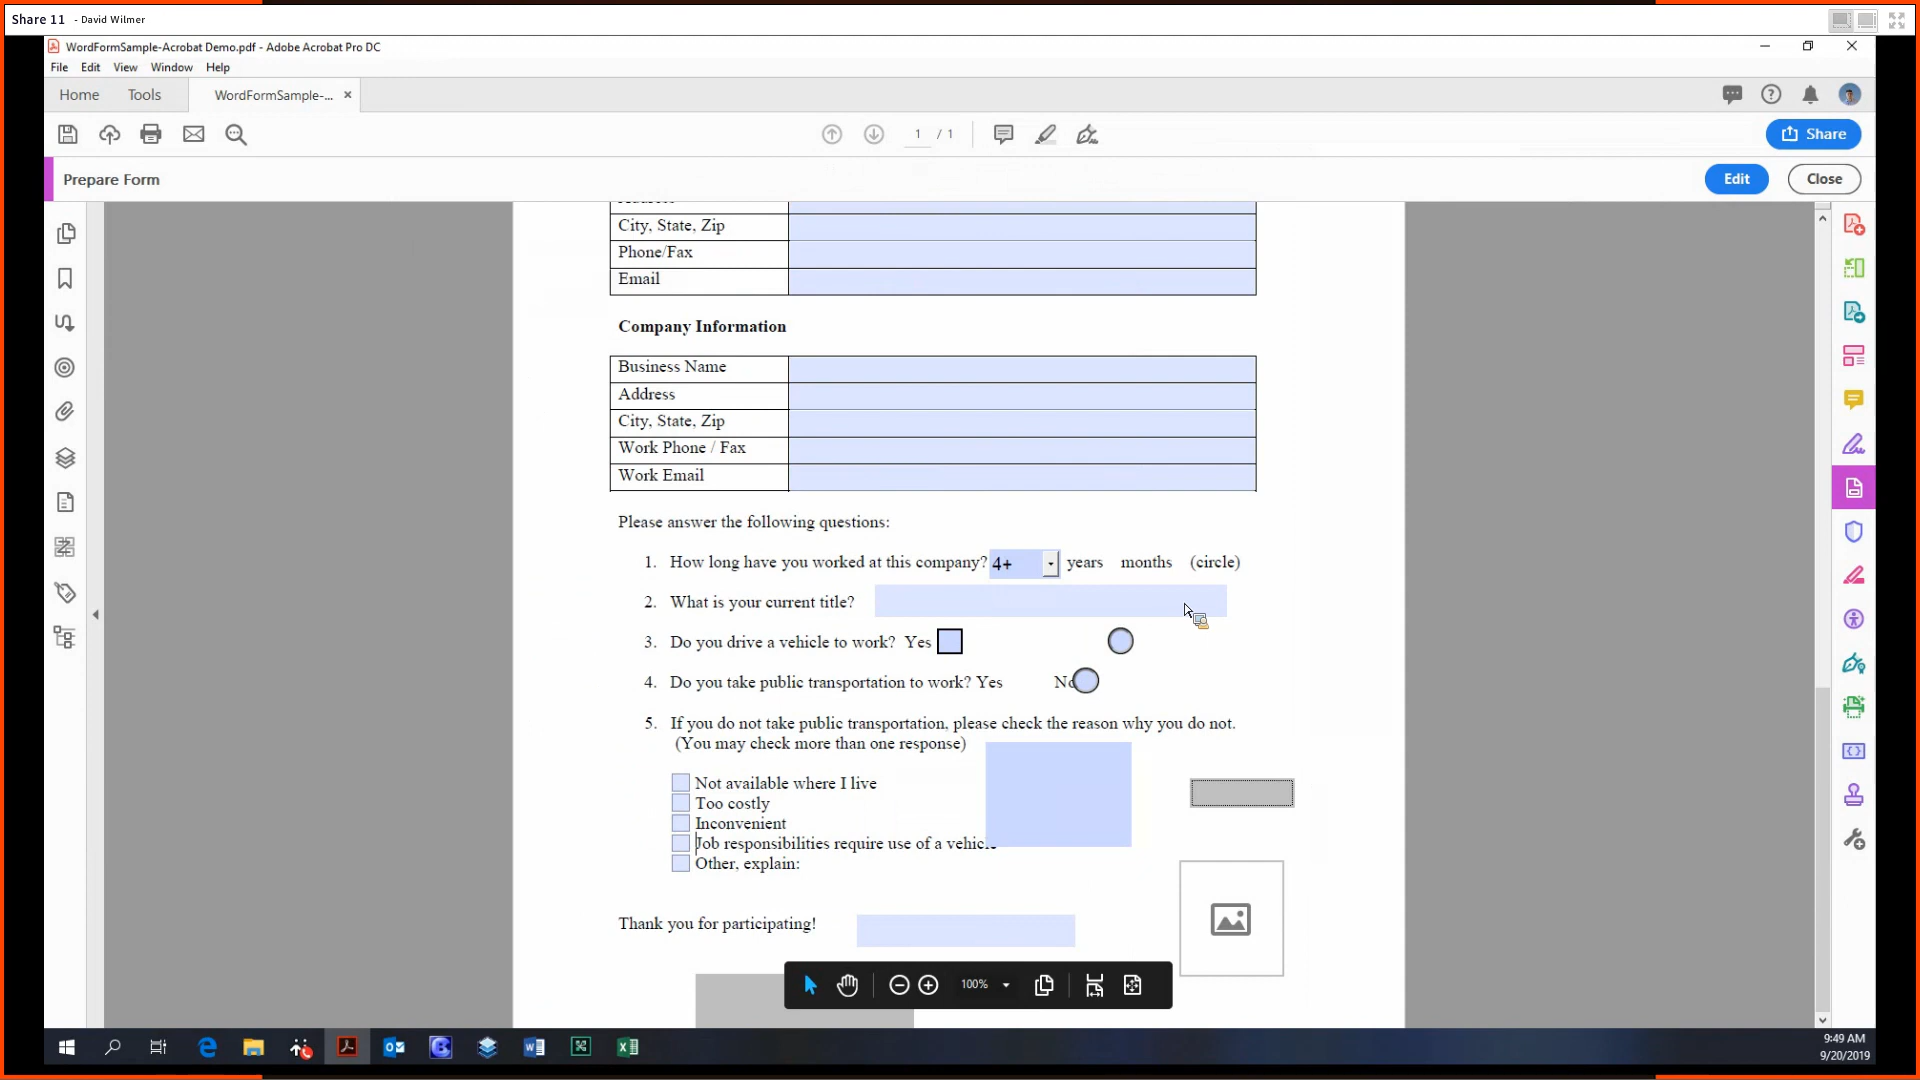 Share 11 - David Wilmer
WordFormSample-Acrobat Demo.pdf - Adobe Acrobat Pro DC
File Edit View Window Help
Home Tools WordFormSample-... ×
1 / 1
Share
Prepare Form
Edit Close
City, State, Zip
Phone/Fax
Email
Company Information
Business Name
Address
City, State, Zip
Work Phone / Fax
Work Email
Please answer the following questions:
1. How long have you worked at this company? 4+ years months (circle)
2. What is your current title?
3. Do you drive a vehicle to work? Yes
4. Do you take public transportation to work? Yes No
5. If you do not take public transportation, please check the reason why you do not.
(You may check more than one response)
Not available where I live
Too costly
Inconvenient
Job responsibilities require use of a vehicle
Other, explain:
Thank you for participating!
100%
9:49 AM
9/20/2019